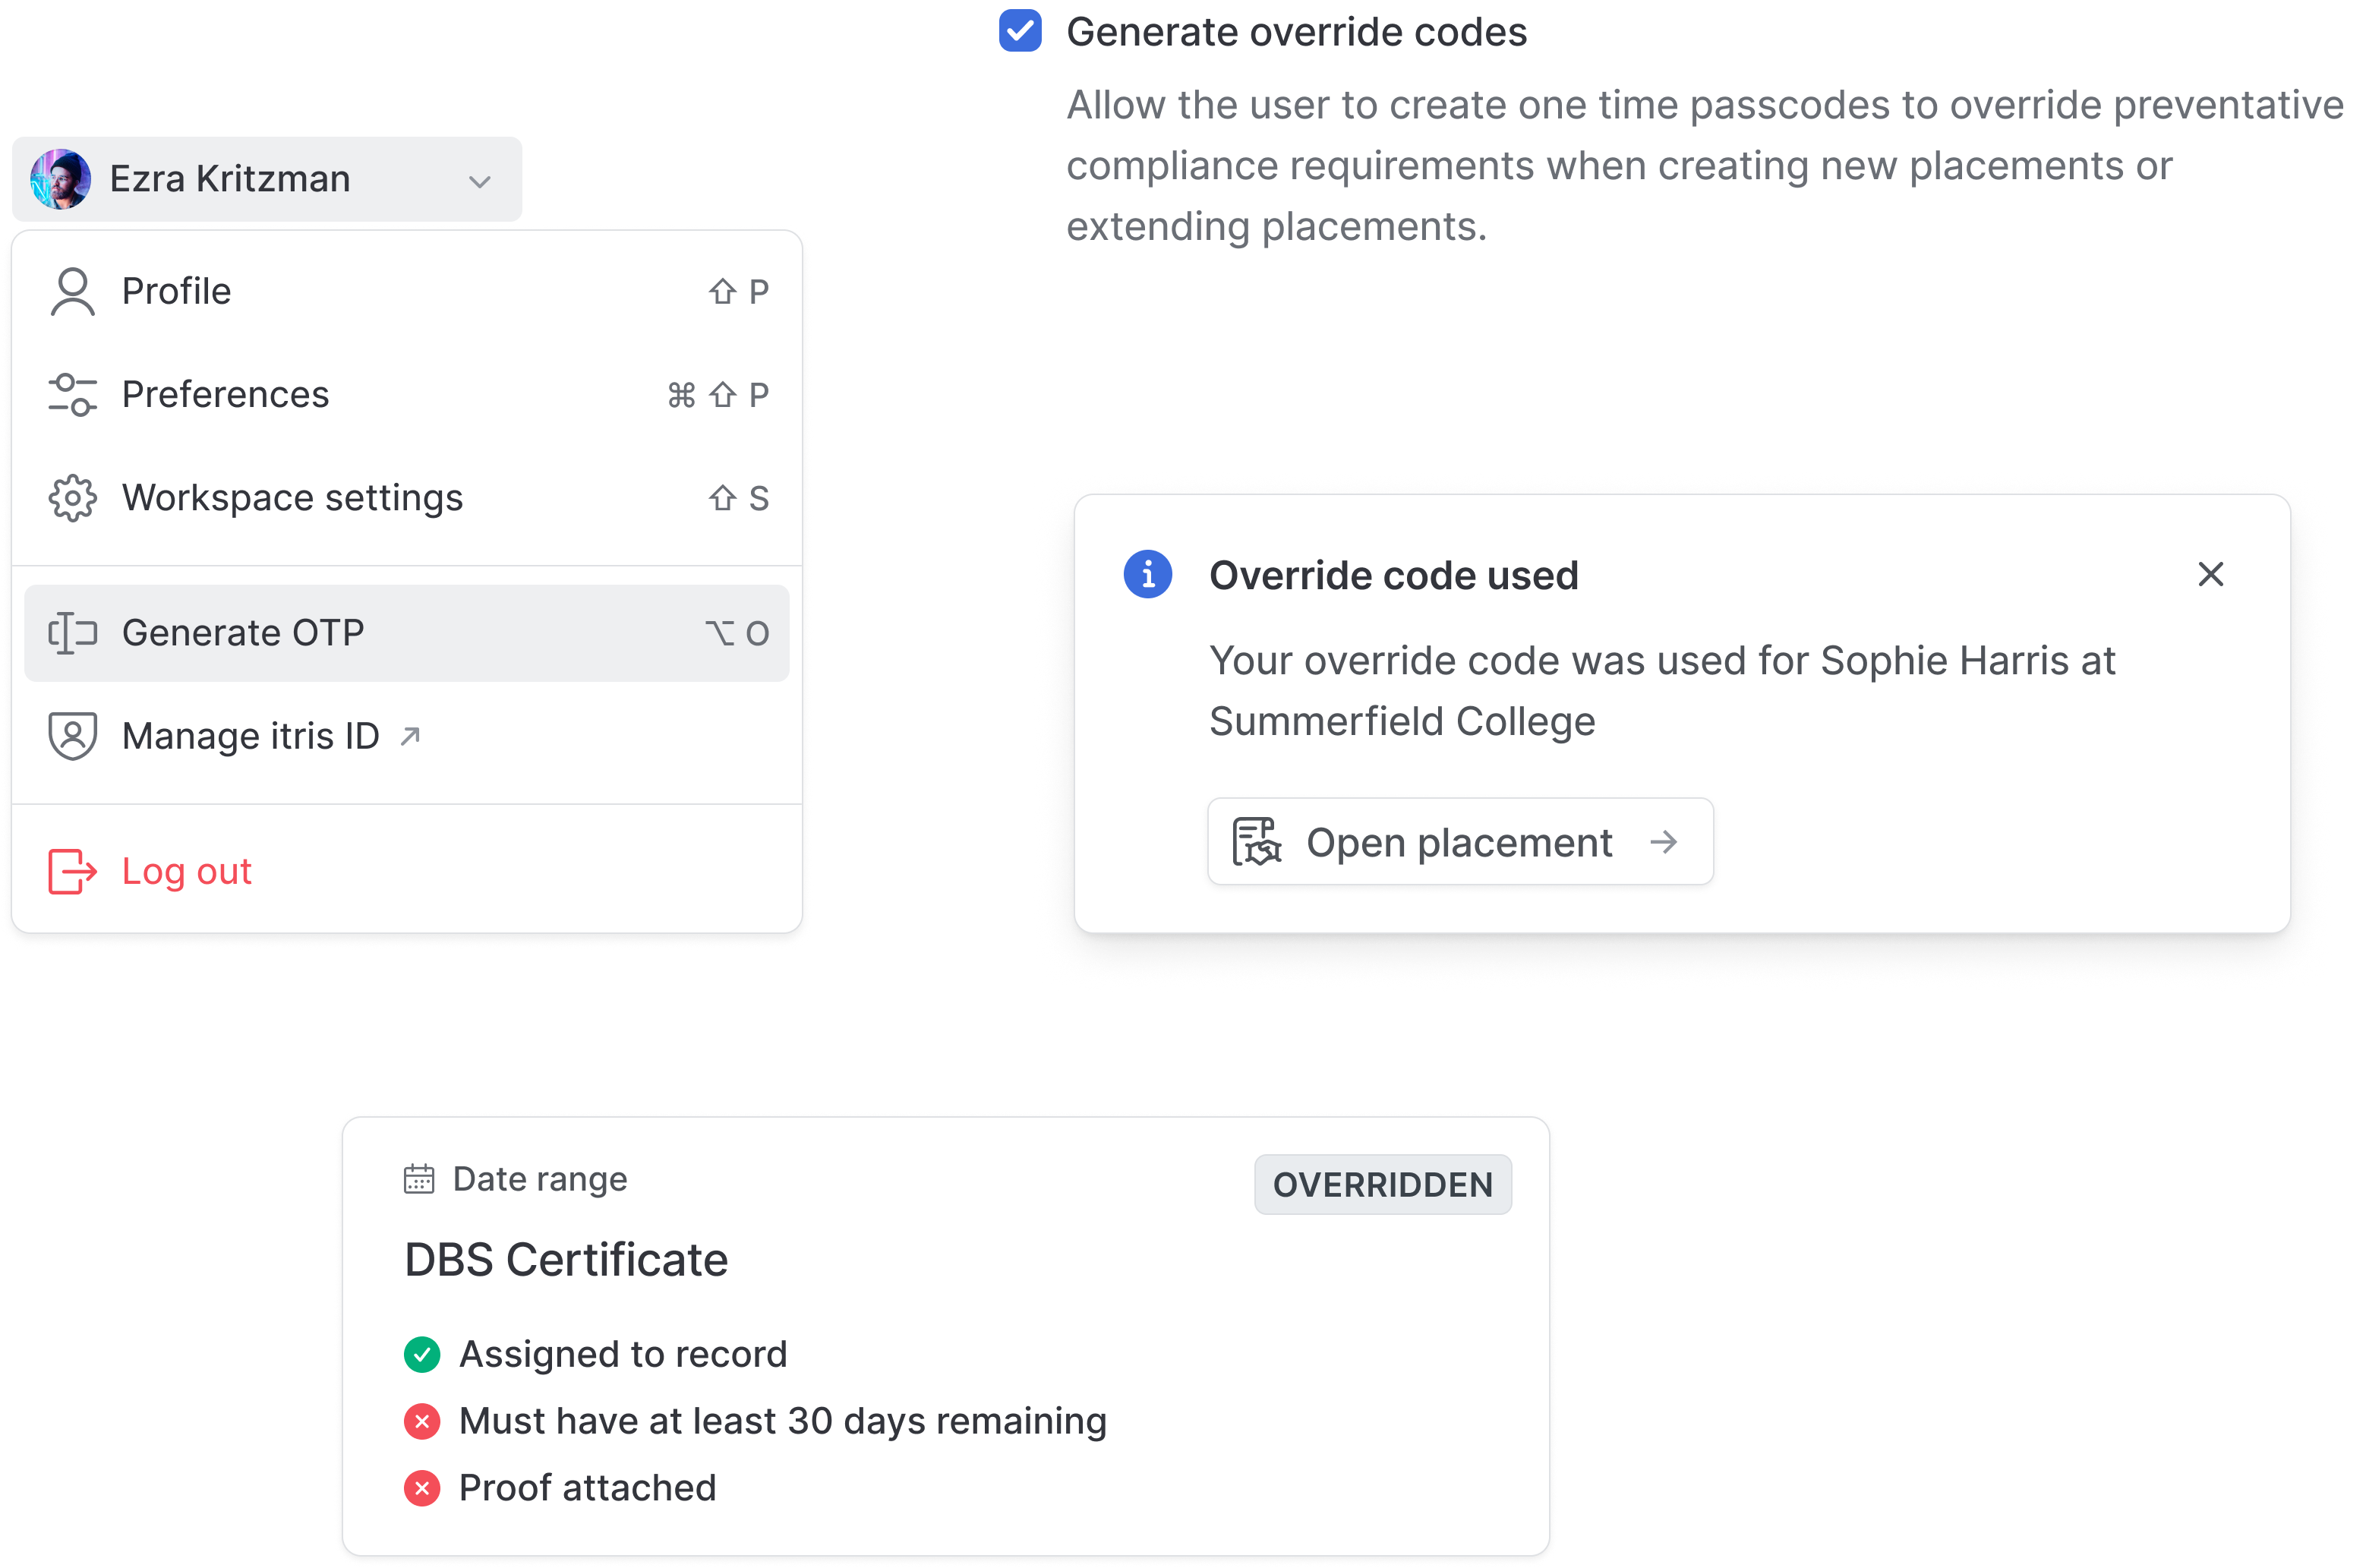 Generate override codes
Allow the user to create one time passcodes to override preventative
compliance requirements when creating new placements or
extending placements.
Ezra Kritzman
Profile ⇧ P
Preferences ⌘ ⇧ P
Workspace settings ⇧ S
Generate OTP ⌥ O
Manage itris ID ↗
Log out
Override code used
Your override code was used for Sophie Harris at
Summerfield College
Open placement →
Date range
OVERRIDDEN
DBS Certificate
Assigned to record
Must have at least 30 days remaining
Proof attached